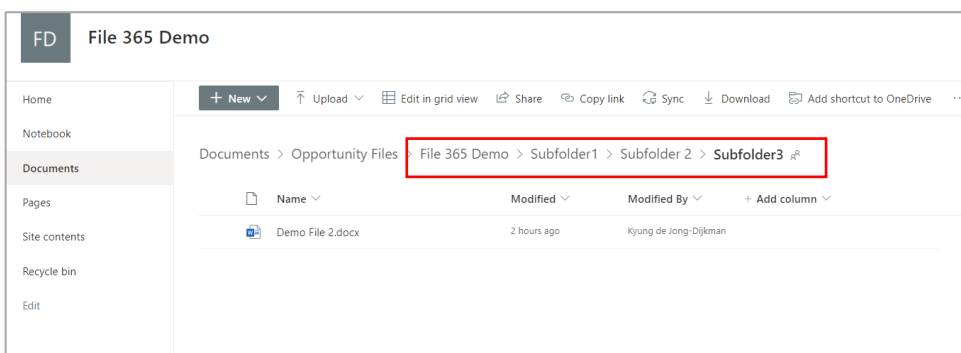 FD File 365 Demo
+ New Upload Edit in grid view Share Copy link Sync Download Add shortcut to OneDrive ...
Home
Notebook
Documents > Opportunity Files > File 365 Demo > Subfolder1 > Subfolder 2 > Subfolder3
Documents
Name Modified Modified By + Add column
Pages
Demo File 2.docx 2 hours ago Kyung de Jong-Dijkman
Site contents
Recycle bin
Edit